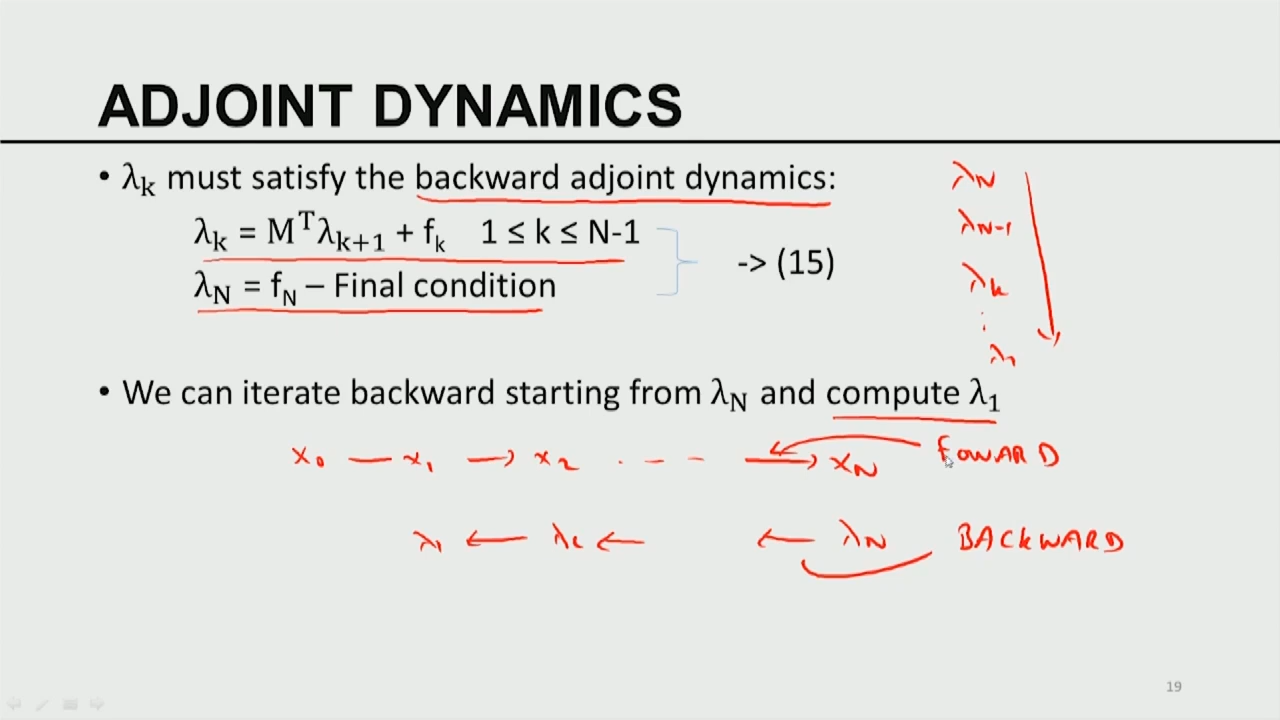 ADJOINT DYNAMICS
• λk must satisfy the backward adjoint dynamics:
λk = Mᵀλk+1 + fk 1 ≤ k ≤ N-1
λN = fN – Final condition
-> (15)
λN
λN-1
λk
⋮
λ1
• We can iterate backward starting from λN and compute λ1
x0 — x1 → x2 . - - → xN FOWARD
λ1 ← λ2 ← ← λN BACKWARD
19